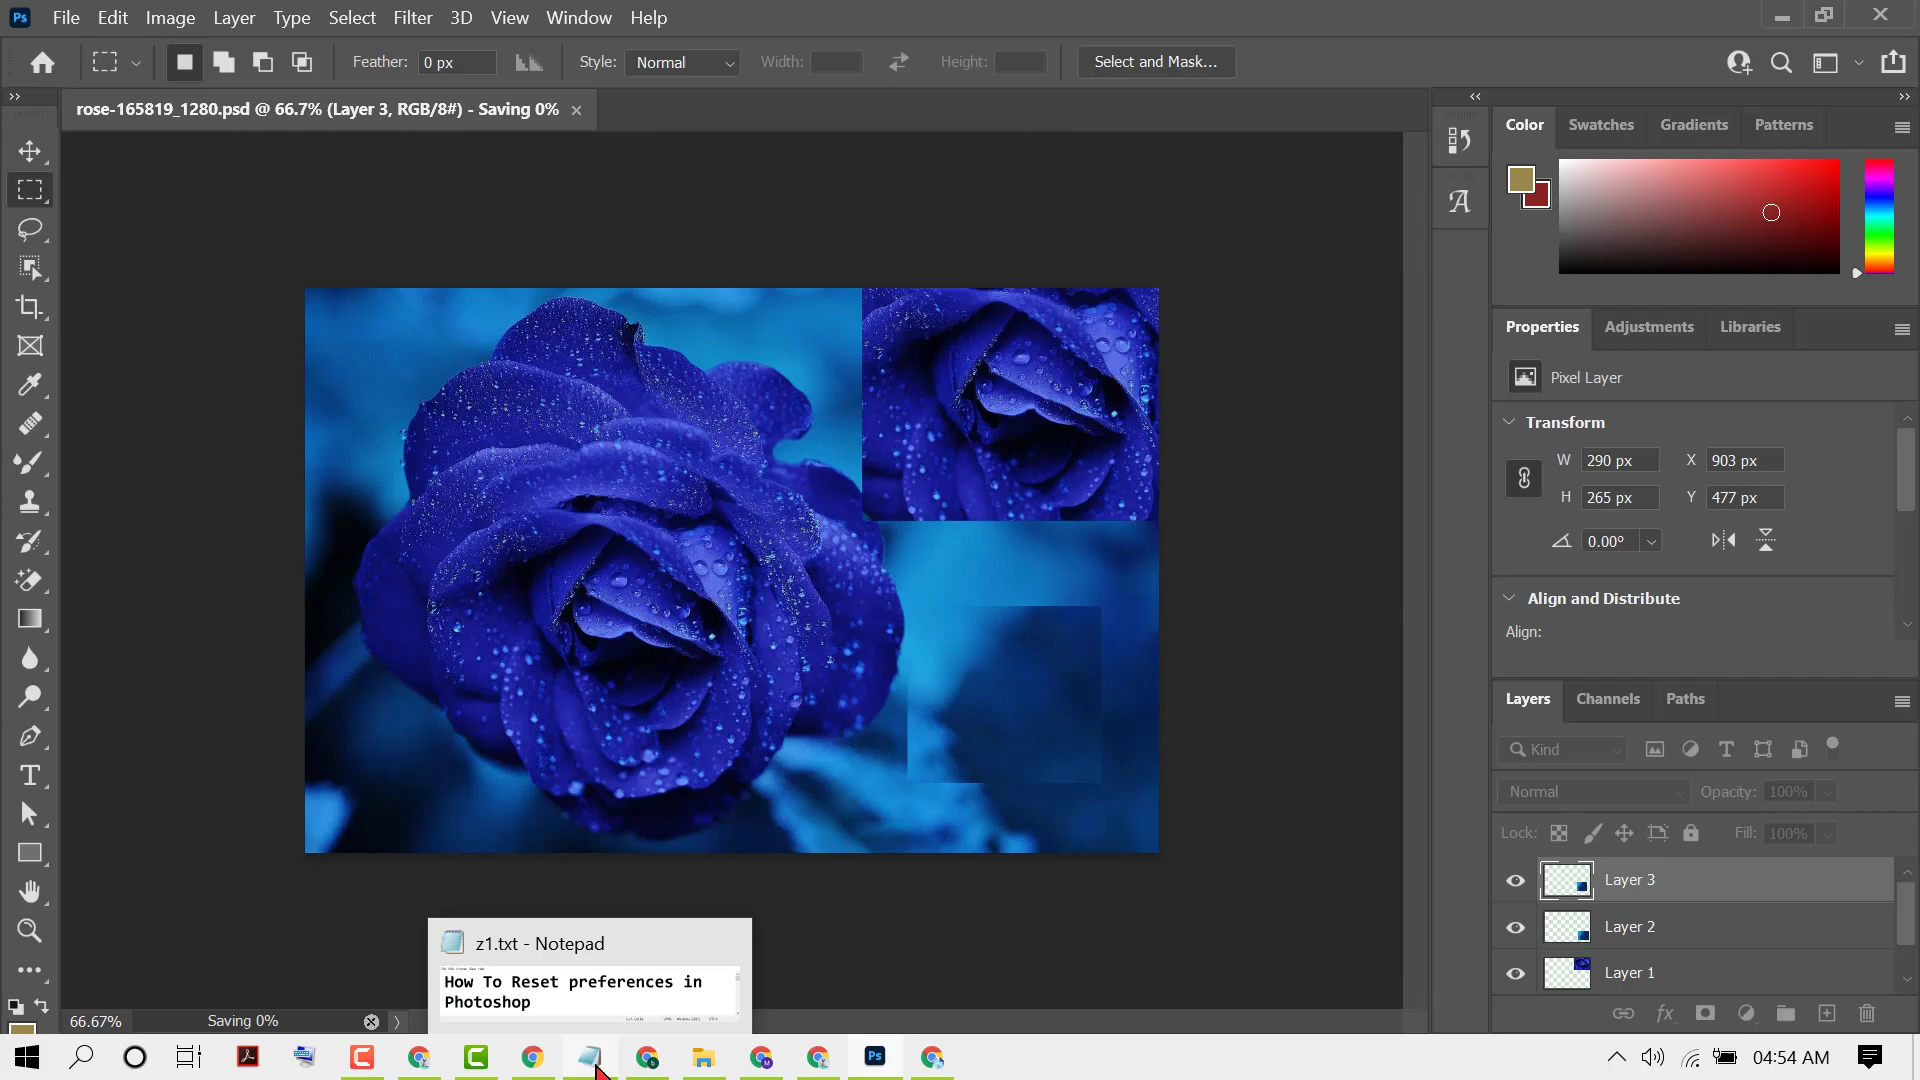 Ps File Edit Image Layer Type Select Filter 3D View Window Help
Feather: 0 px Style: Normal Width: Height: Select and Mask...
rose-165819_1280.psd @ 66.7% (Layer 3, RGB/8#) - Saving 0%
Color Swatches Gradients Patterns
Properties Adjustments Libraries
Pixel Layer
Transform
W 290 px X 903 px
H 265 px Y 477 px
0.00°
Align and Distribute
Align:
Layers Channels Paths
Kind
Normal Opacity: 100%
Lock: Fill: 100%
Layer 3
Layer 2
Layer 1
z1.txt - Notepad
How To Reset preferences in
Photoshop
66.67% Saving 0%
Ps
04:54 AM